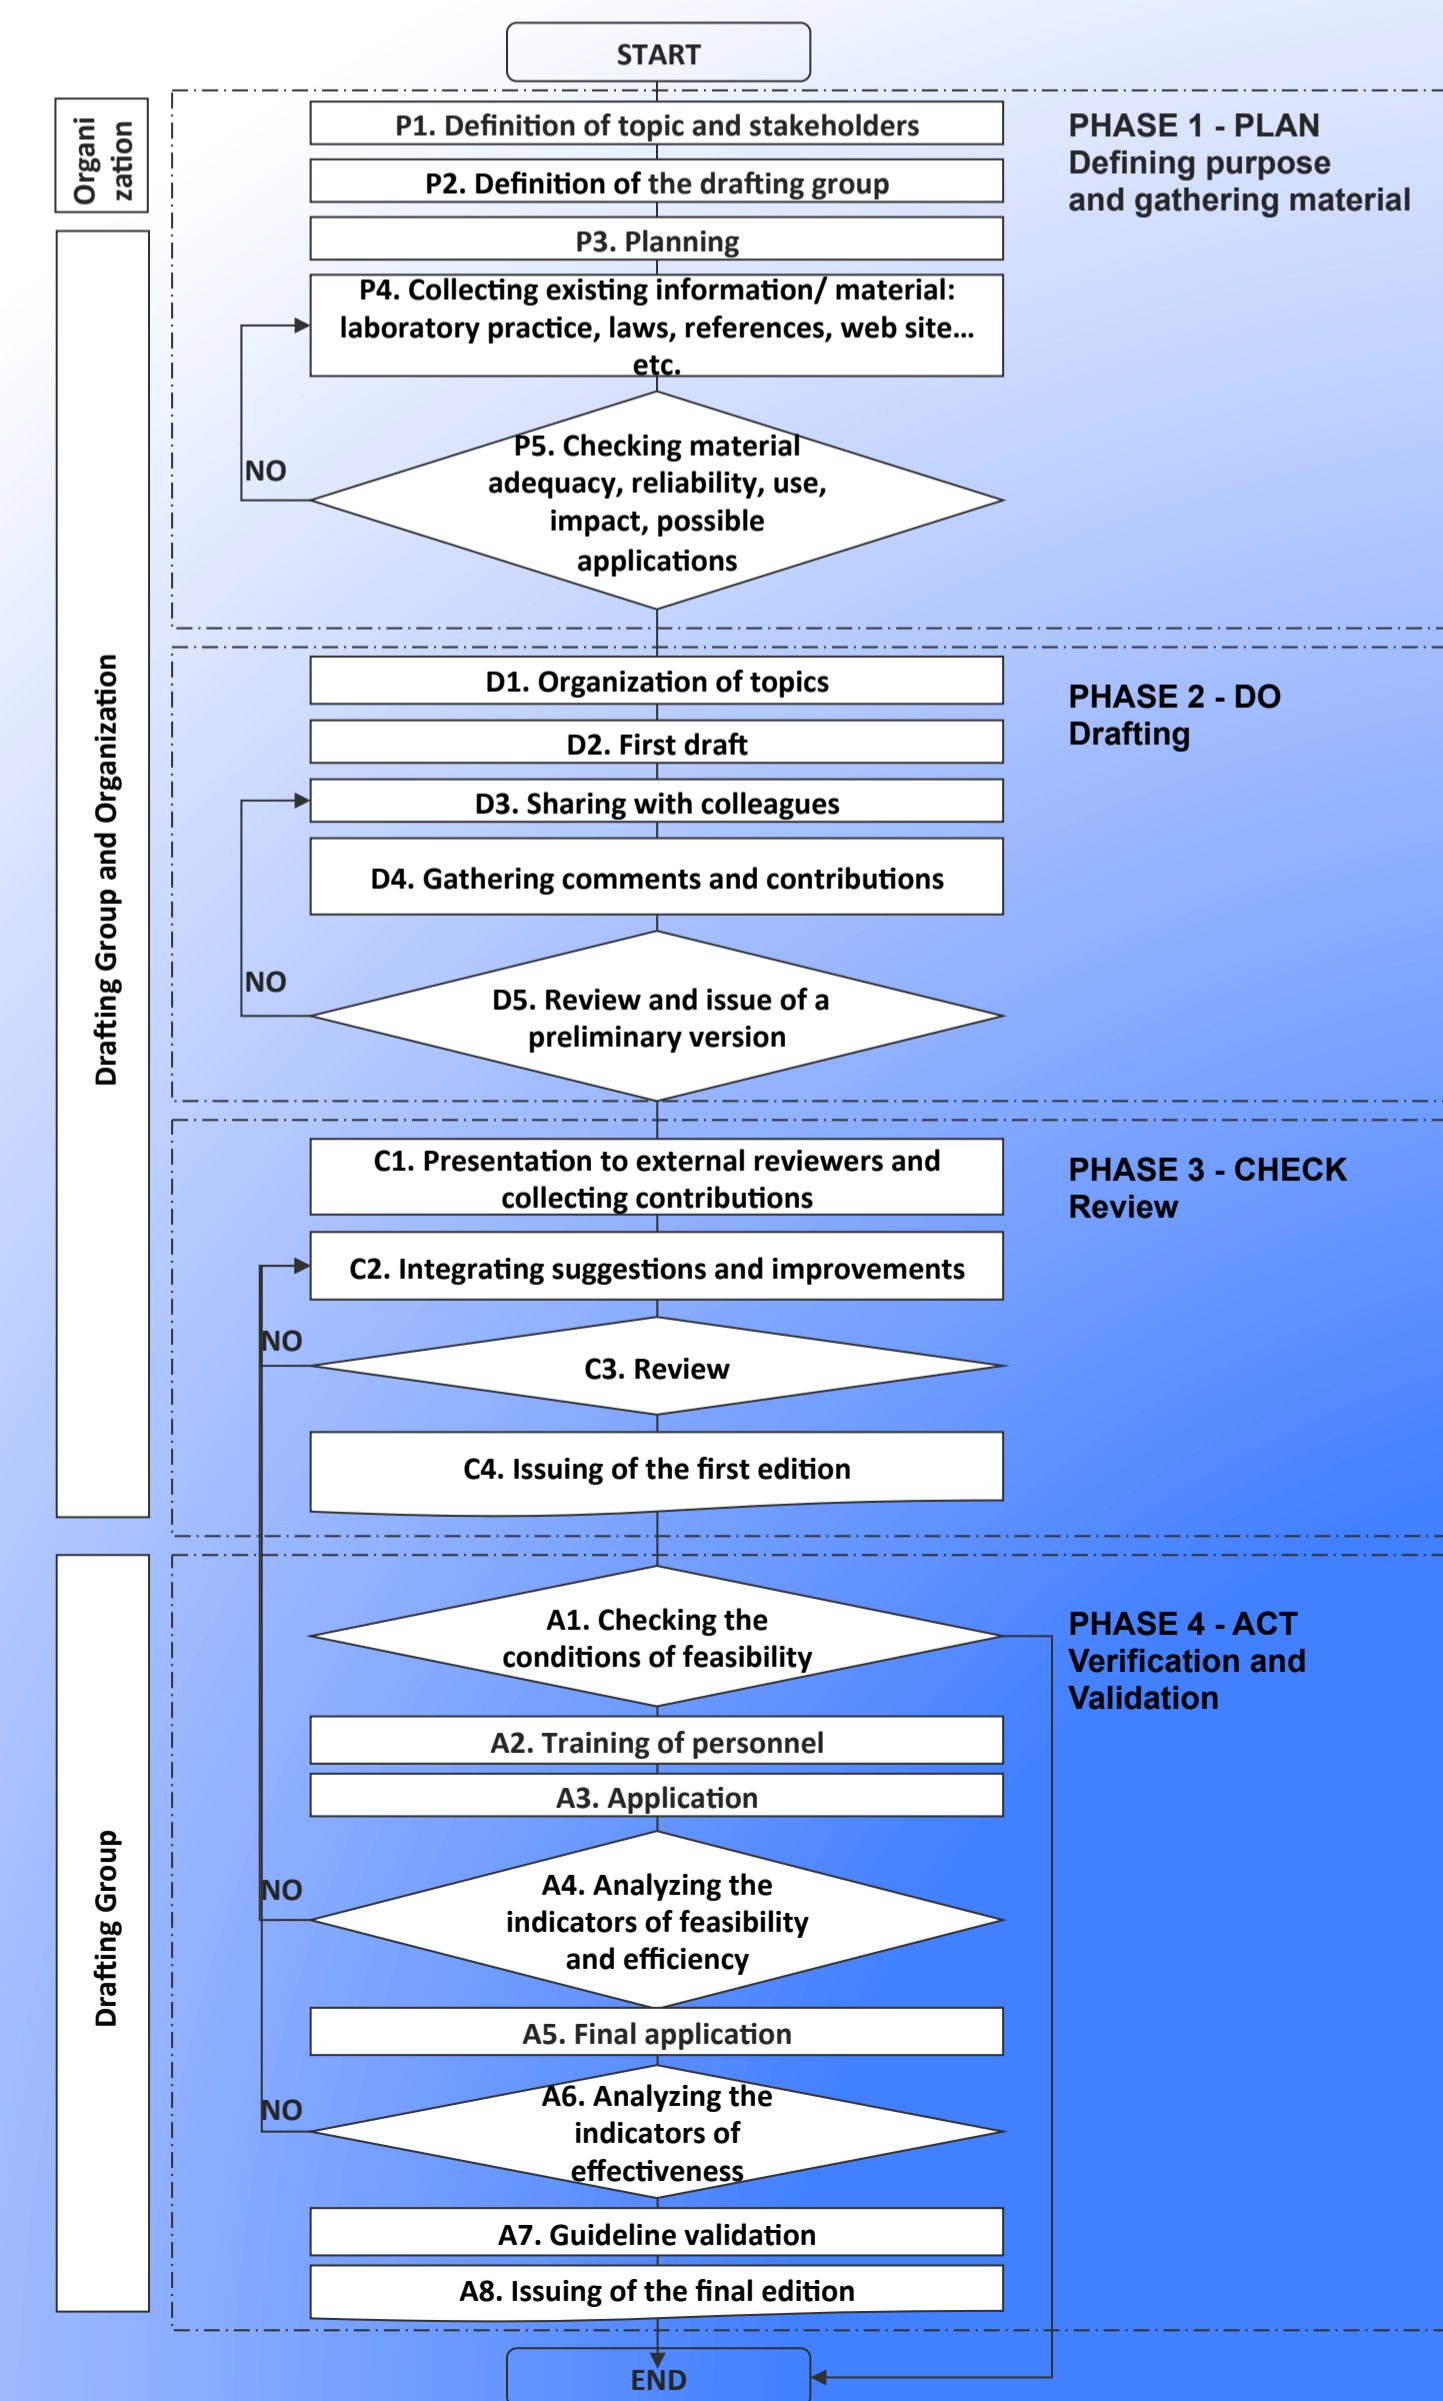 START
Organi
zation
P1. Definition of topic and stakeholders
PHASE 1 - PLAN
Defining purpose
and gathering material
P2. Definition of the drafting group
P3. Planning
P4. Collecting existing information/ material:
laboratory practice, laws, references, web site...
etc.
NO
P5. Checking material
adequacy, reliability, use,
impact, possible
applications
Drafting Group and Organization
D1. Organization of topics
PHASE 2 - DO
Drafting
D2. First draft
D3. Sharing with colleagues
D4. Gathering comments and contributions
NO
D5. Review and issue of a
preliminary version
C1. Presentation to external reviewers and
collecting contributions
PHASE 3 - CHECK
Review
C2. Integrating suggestions and improvements
NO
C3. Review
C4. Issuing of the first edition
A1. Checking the
conditions of feasibility
PHASE 4 - ACT
Verification and
Validation
A2. Training of personnel
A3. Application
Drafting Group
NO
A4. Analyzing the
indicators of feasibility
and efficiency
A5. Final application
NO
A6. Analyzing the
indicators of
effectiveness
A7. Guideline validation
A8. Issuing of the final edition
END